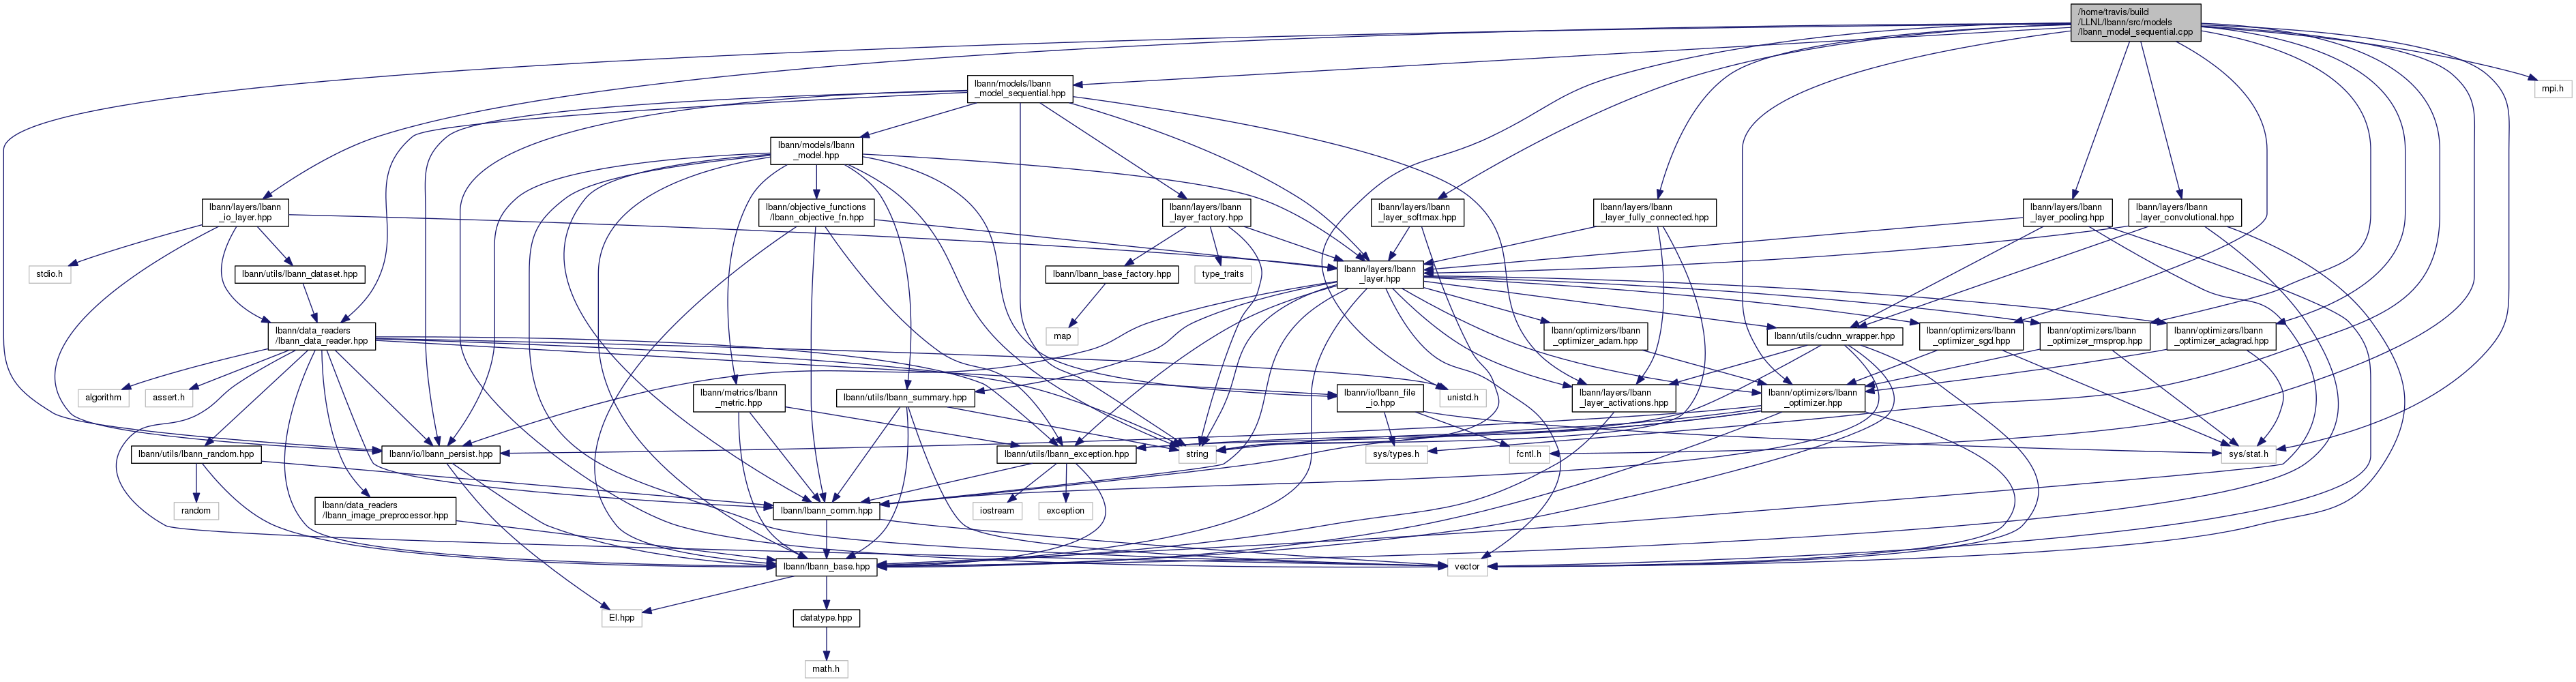 /home/travis/build
/LLNL/lbann/src/models
/lbann_model_sequential.cpp
lbann/models/lbann
_model_sequential.hpp
mpi.h
lbann/models/lbann
_model.hpp
lbann/layers/lbann
_io_layer.hpp
lbann/objective_functions
/lbann_objective_fn.hpp
lbann/layers/lbann
_layer_factory.hpp
lbann/layers/lbann
_layer_softmax.hpp
lbann/layers/lbann
_layer_fully_connected.hpp
lbann/layers/lbann
_layer_pooling.hpp
lbann/layers/lbann
_layer_convolutional.hpp
stdio.h
lbann/utils/lbann_dataset.hpp
lbann/lbann_base_factory.hpp
type_traits
lbann/layers/lbann
_layer.hpp
lbann/data_readers
/lbann_data_reader.hpp
map
lbann/optimizers/lbann
_optimizer_adam.hpp
lbann/utils/cudnn_wrapper.hpp
lbann/optimizers/lbann
_optimizer_sgd.hpp
lbann/optimizers/lbann
_optimizer_rmsprop.hpp
lbann/optimizers/lbann
_optimizer_adagrad.hpp
algorithm
assert.h
lbann/metrics/lbann
_metric.hpp
lbann/utils/lbann_summary.hpp
lbann/io/lbann_file
_io.hpp
unistd.h
lbann/layers/lbann
_layer_activations.hpp
lbann/optimizers/lbann
_optimizer.hpp
lbann/utils/lbann_random.hpp
lbann/io/lbann_persist.hpp
lbann/utils/lbann_exception.hpp
string
sys/types.h
fcntl.h
sys/stat.h
random
lbann/data_readers
/lbann_image_preprocessor.hpp
lbann/lbann_comm.hpp
iostream
exception
lbann/lbann_base.hpp
vector
El.hpp
datatype.hpp
math.h